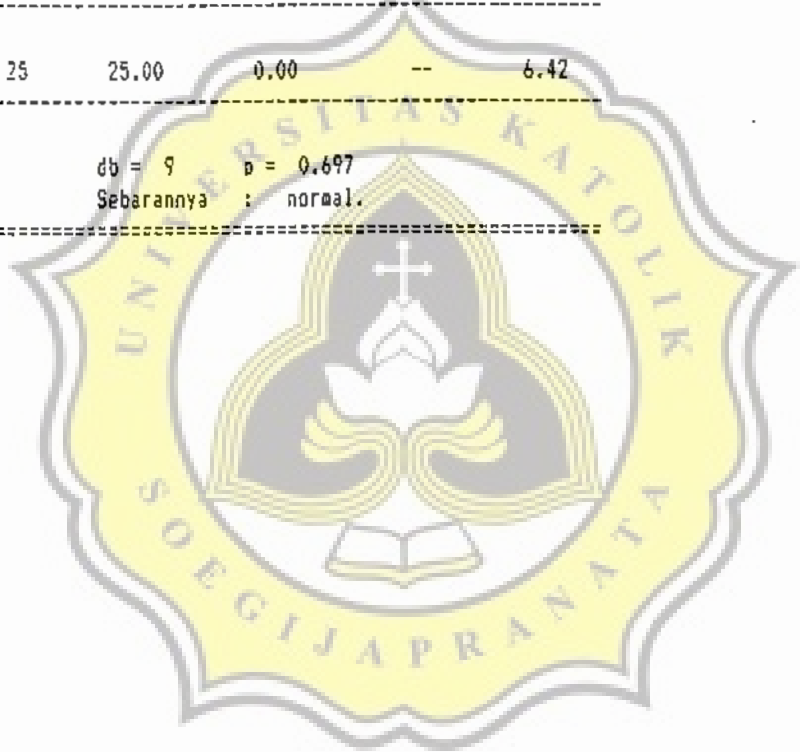 25 25.00 0.00 -- 6.42
db = 9 p = 0.697
Sebarannya : normal.
UNIVERSITAS KATOLIK
SOEGIJAPRANATA